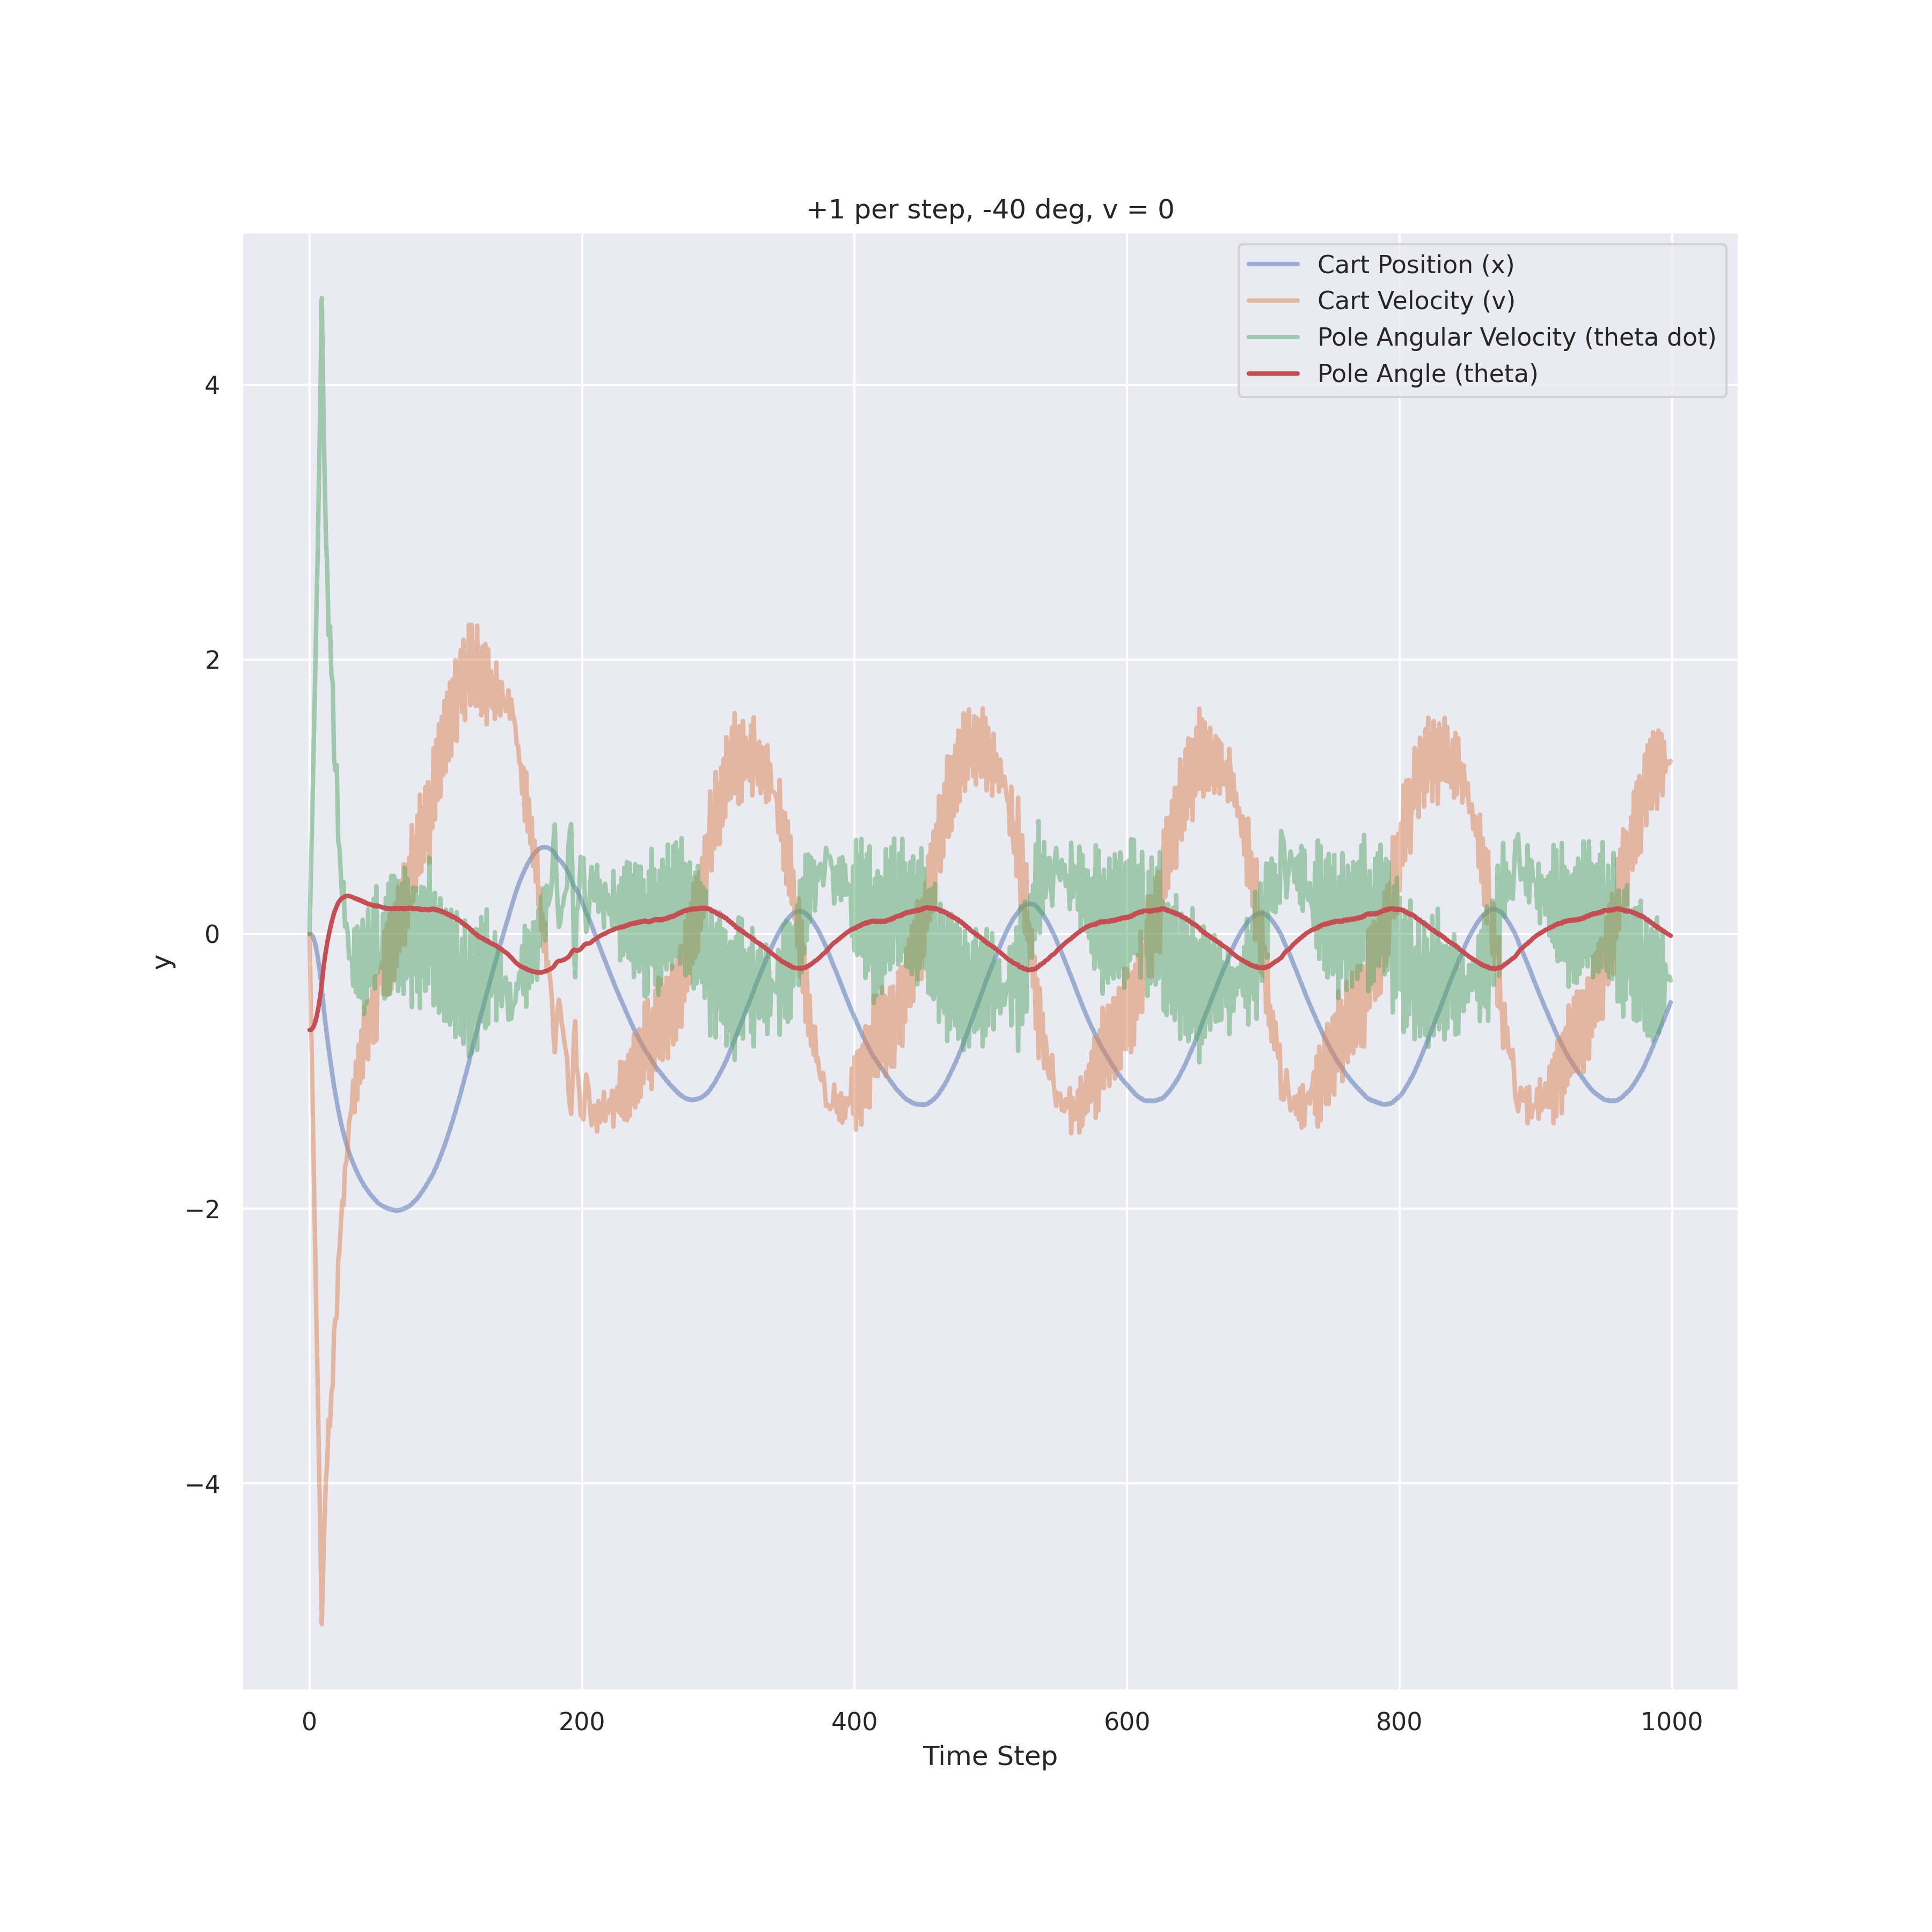 +1 per step, -40 deg, v = 0
Cart Position (x)
Cart Velocity (v)
Pole Angular Velocity (theta dot)
Pole Angle (theta)
4
2
0
−2
−4
y
0 200 400 600 800 1000
Time Step